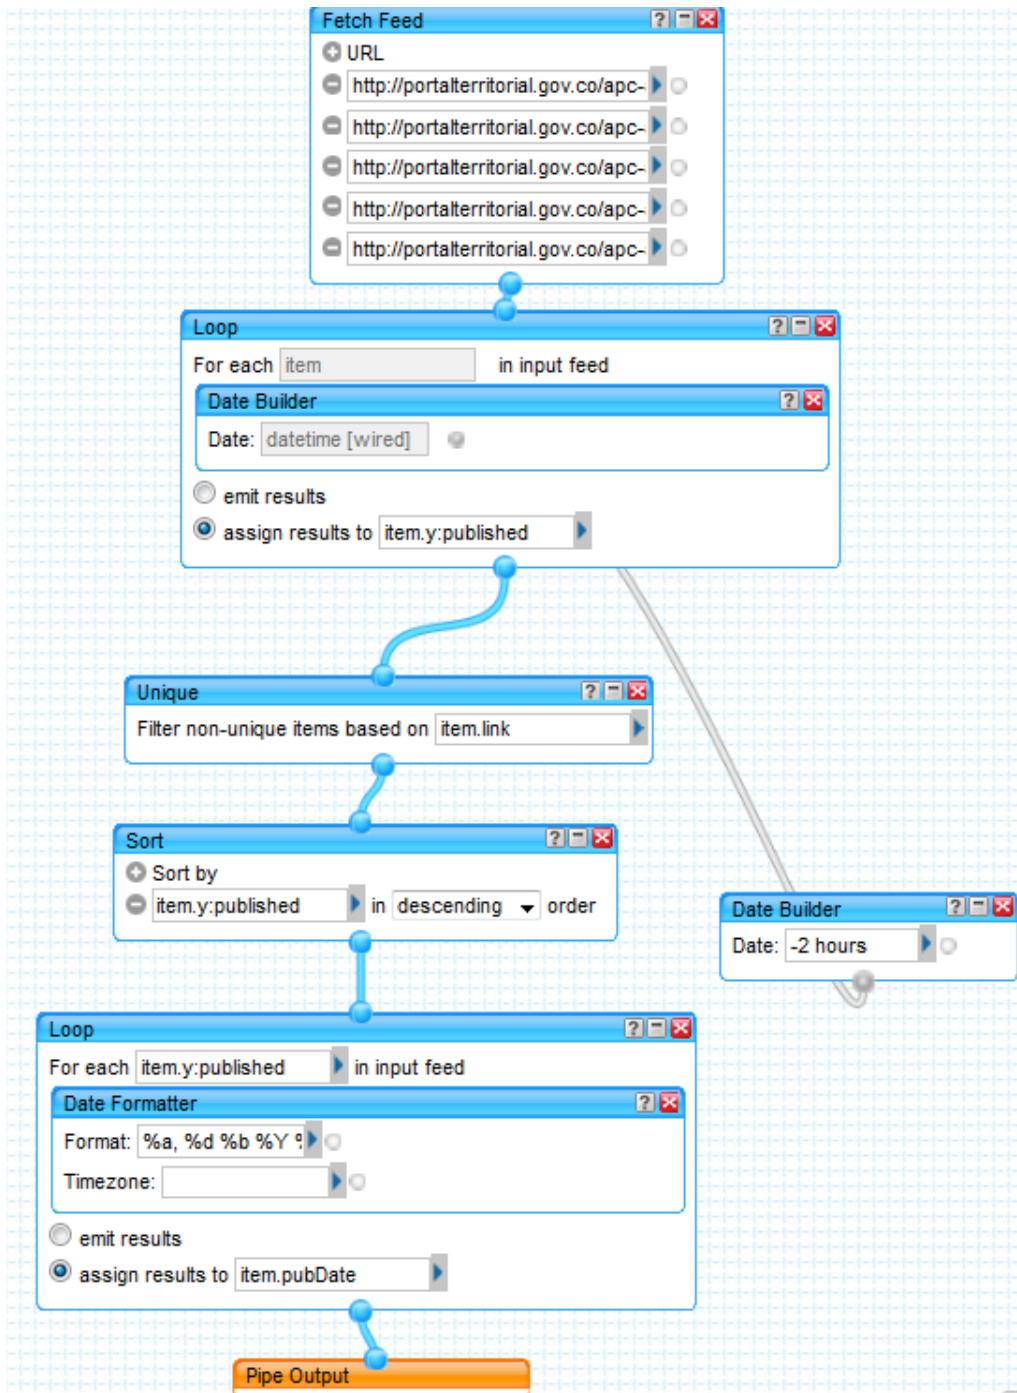 Fetch Feed
URL
http://portalterritorial.gov.co/apc-
http://portalterritorial.gov.co/apc-
http://portalterritorial.gov.co/apc-
http://portalterritorial.gov.co/apc-
http://portalterritorial.gov.co/apc-
Loop
For each item in input feed
Date Builder
Date: datetime [wired]
emit results
assign results to item.y:published
Unique
Filter non-unique items based on item.link
Sort
Sort by
item.y:published in descending order
Date Builder
Date: -2 hours
Loop
For each item.y:published in input feed
Date Formatter
Format: %a, %d %b %Y %
Timezone:
emit results
assign results to item.pubDate
Pipe Output